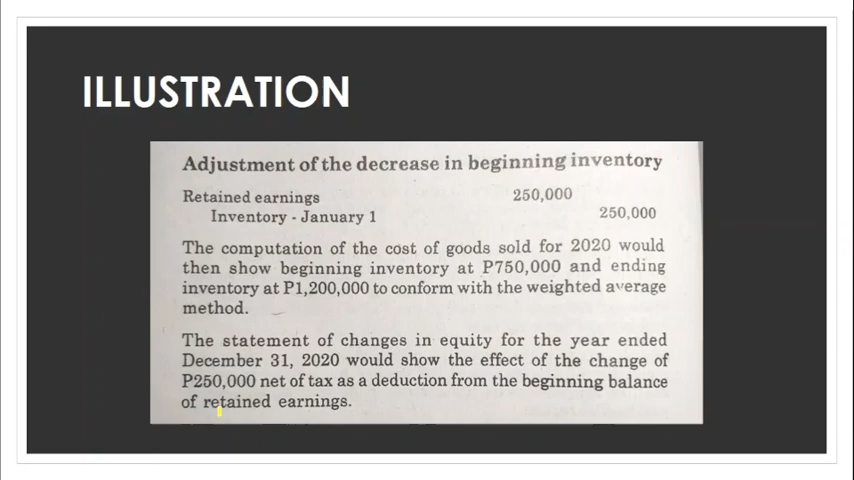 ILLUSTRATION
Adjustment of the decrease in beginning inventory
Retained earnings 250,000
Inventory - January 1 250,000
The computation of the cost of goods sold for 2020 would
then show beginning inventory at P750,000 and ending
inventory at P1,200,000 to conform with the weighted average
method.
The statement of changes in equity for the year ended
December 31, 2020 would show the effect of the change of
P250,000 net of tax as a deduction from the beginning balance
of retained earnings.